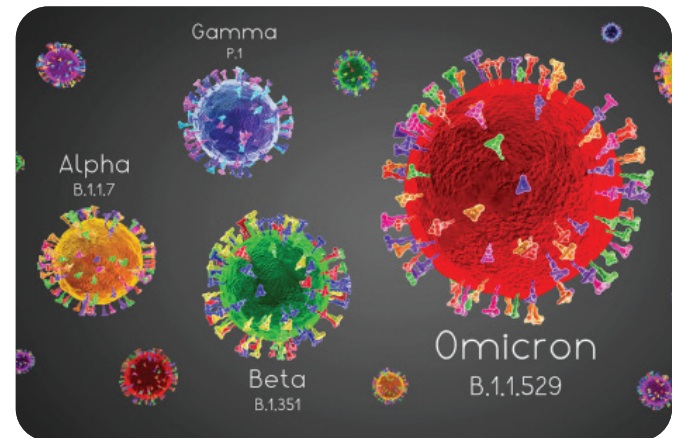 Gamma
P.1
Alpha
B.1.1.7
Beta
B.1.351
Omicron
B.1.1.529